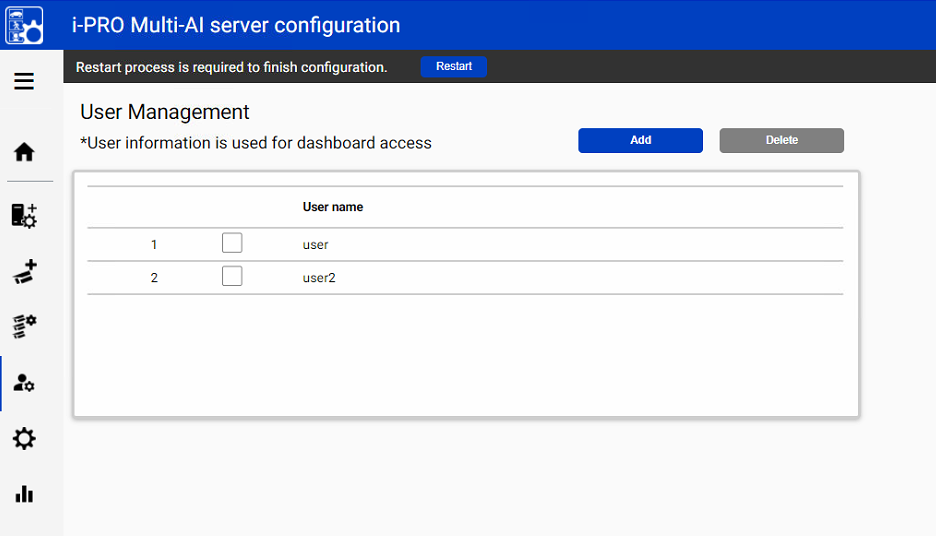 i-PRO Multi-AI server configuration
Restart process is required to finish configuration. Restart
User Management
*User information is used for dashboard access
Add Delete
User name
1 user
2 user2